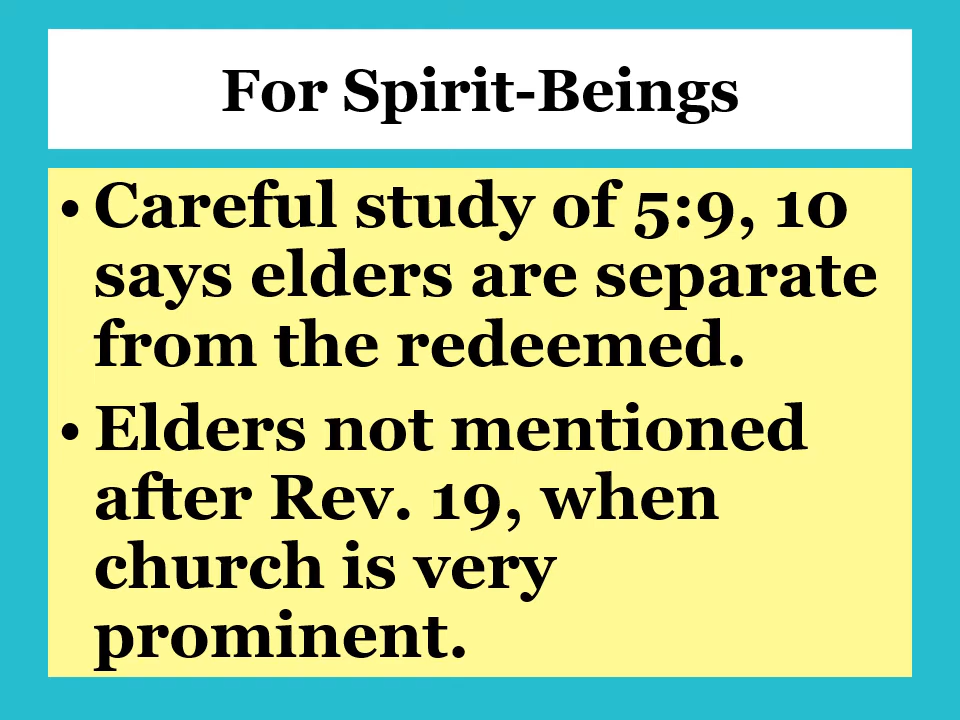 For Spirit-Beings
• Careful study of 5:9, 10
says elders are separate
from the redeemed.
• Elders not mentioned
after Rev. 19, when
church is very
prominent.